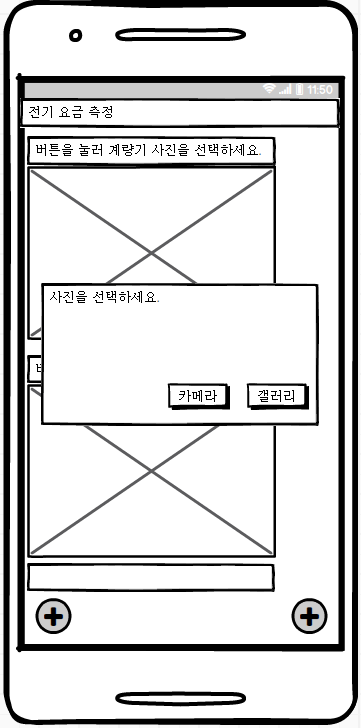 11:50
전기 요금 측정
버튼을 눌러 계량기 사진을 선택하세요.
사진을 선택하세요.
카메라
갤러리